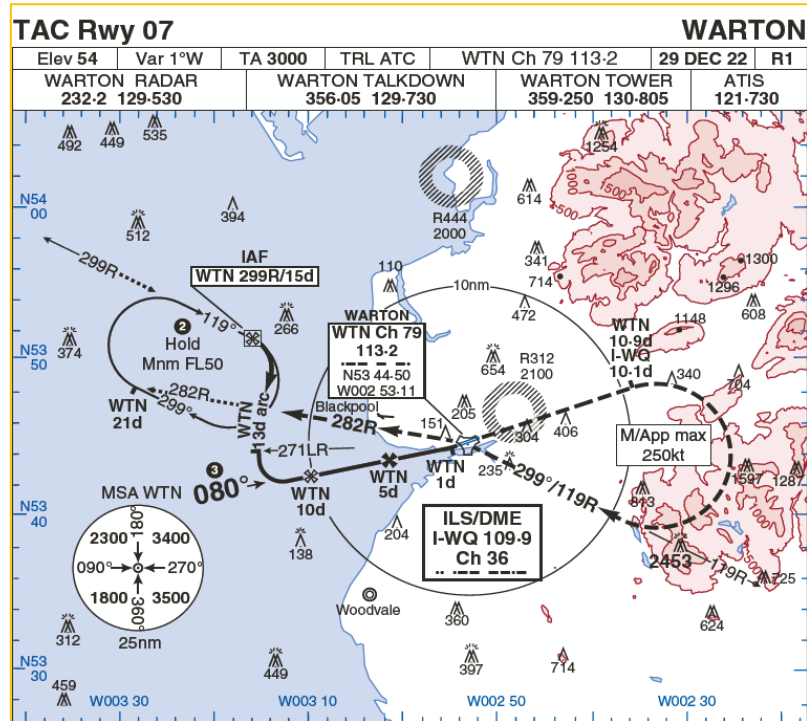 TAC Rwy 07
WARTON
Elev 54
Var 1°W
TA 3000
TRL ATC
WTN Ch 79 113·2
29 DEC 22
R1
WARTON RADAR
232·2 129·530
WARTON TALKDOWN
356·05 129·730
WARTON TOWER
359·250 130·805
ATIS
121·730
492
449
535
1254
1000
1500
500
N54
00
394
512
R444
2000
614
299R
IAF
WTN 299R/15d
110
341
714
1300
1296
10nm
472
608
2
Hold
Mnm FL50
119°
266
WARTON
WTN Ch 79
113·2
N53 44·50
W002 53·11
WTN
10·9d
I-WQ
10·1d
1148
N53
50
374
654
R312
2100
340
704
282R
299°
WTN
21d
WTN
13d arc
Blackpool
282R
205
151
304
406
M/App max
250kt
271LR
3
080°
WTN
10d
WTN
5d
WTN
1d
235
299°/119R
1597
1287
813
N53
40
MSA WTN
180°
2300
3400
090°
270°
1800
3500
360°
25nm
138
204
ILS/DME
I-WQ 109·9
Ch 36
2453
119R
500
725
Woodvale
312
360
624
N53
30
449
397
714
459
W003 30
W003 10
W002 50
W002 30